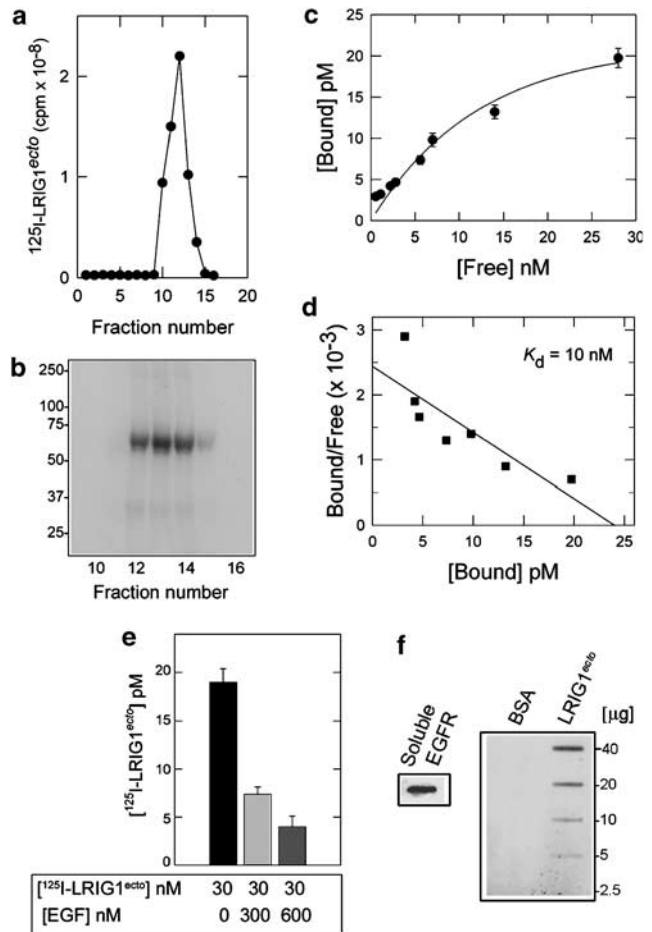 a
¹²⁵I-LRIG1ecto (cpm x 10⁻⁸)
2
1
0
0 5 10 15 20
Fraction number
b
250
100
75
50
37
25
10 12 14 16
Fraction number
c
[Bound] pM
25
20
15
10
5
0
0 5 10 15 20 25 30
[Free] nM
d
Bound/Free (x 10⁻³)
3
2
1
0
Kd = 10 nM
0 5 10 15 20 25
[Bound] pM
e
[¹²⁵I-LRIG1ecto] pM
20
15
10
5
0
[¹²⁵I-LRIG1ecto] nM 30 30 30
[EGF] nM 0 300 600
f
Soluble
EGFR
BSA
LRIG1ecto
[µg]
40
20
10
5
2.5